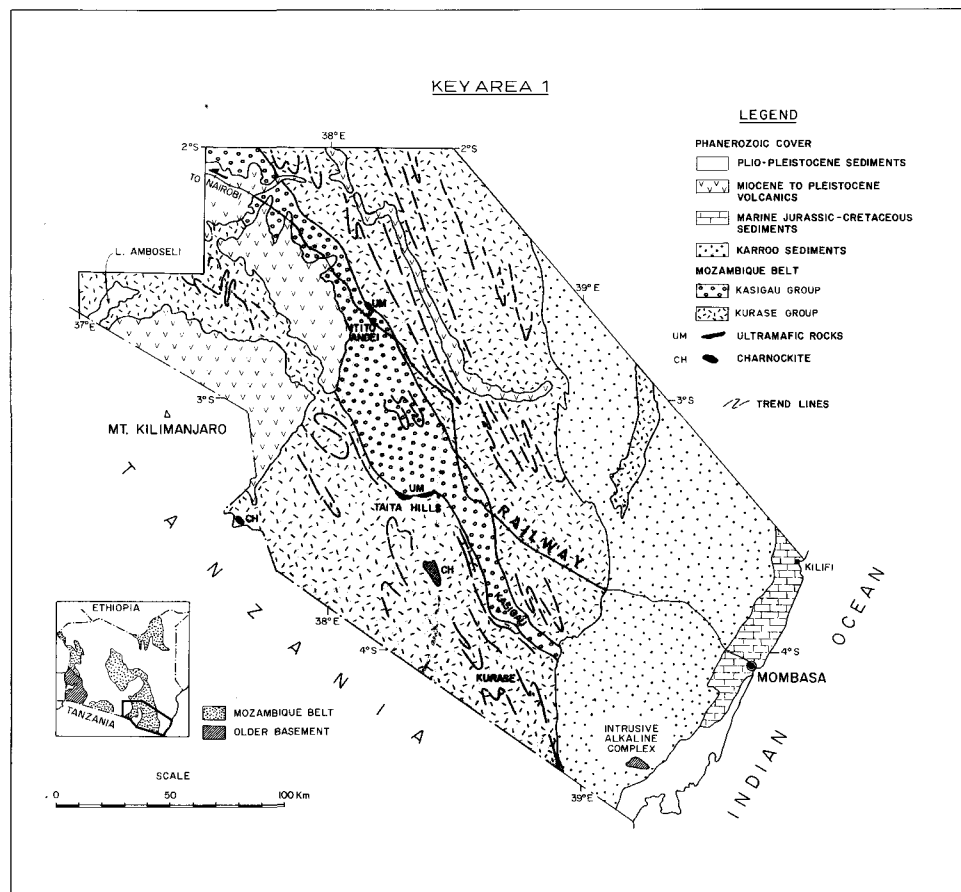 KEY AREA 1
LEGEND
PHANEROZOIC COVER
PLIO-PLEISTOCENE SEDIMENTS
MIOCENE TO PLEISTOCENE
VOLCANICS
MARINE JURASSIC-CRETACEOUS
SEDIMENTS
KARROO SEDIMENTS
MOZAMBIQUE BELT
KASIGAU GROUP
KURASE GROUP
UM ULTRAMAFIC ROCKS
CH CHARNOCKITE
TREND LINES
38°E
2°S
2°S
TO NAIROBI
L. AMBOSELI
37°E
39°E
UM
MTITO
ANDEI
3°S
3°S
MT. KILIMANJARO
UM
TAITA HILLS
RAILWAY
CH
CH
KASIGAU
KILIFI
TANZANIA
38°E
4°S
4°S
MOMBASA
KURASE
INTRUSIVE
ALKALINE
COMPLEX
39°E
INDIAN OCEAN
ETHIOPIA
TANZANIA
MOZAMBIQUE BELT
OLDER BASEMENT
SCALE
0 50 100 Km